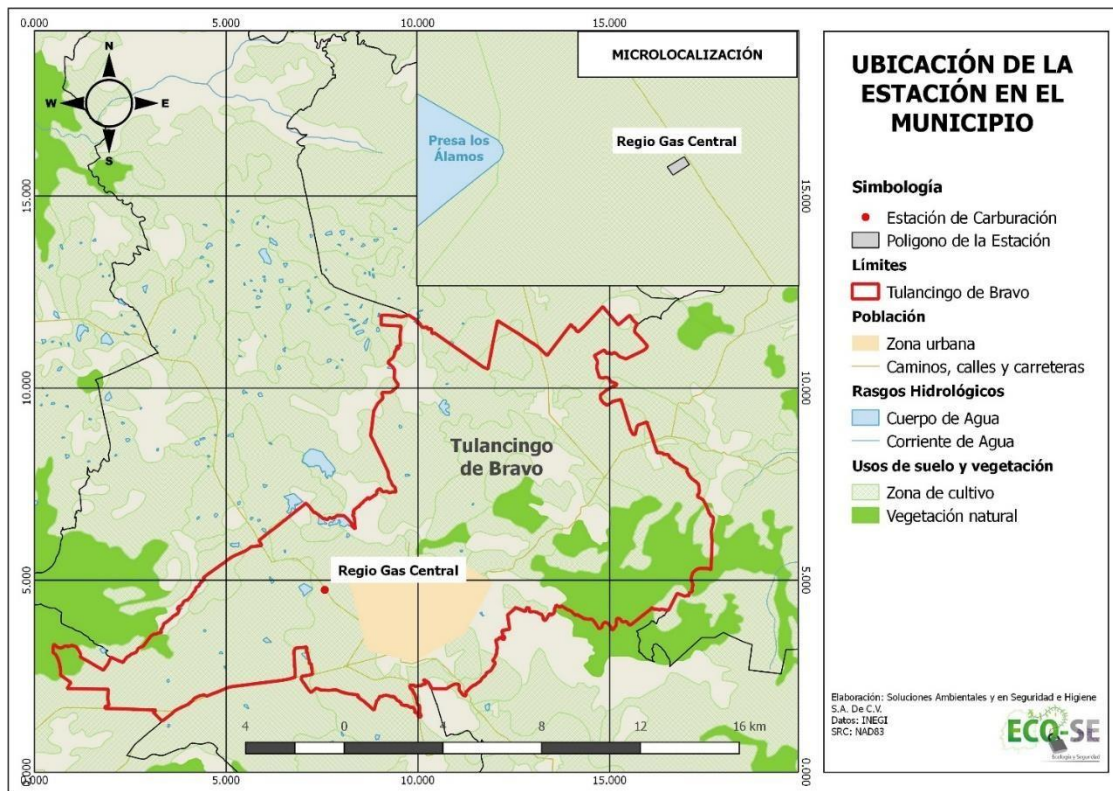 0.000
5.000
10.000
15.000
MICROLOCALIZACIÓN
N
W
E
S
Presa los
Álamos
Regio Gas Central
15.000
15.000
10.000
10.000
Tulancingo
de Bravo
5.000
5.000
Regio Gas Central
4
0
4
8
12
16 km
0.000
0.000
0.000
5.000
10.000
15.000
UBICACIÓN DE LA
ESTACIÓN EN EL
MUNICIPIO
Simbología
Estación de Carburación
Poligono de la Estación
Límites
Tulancingo de Bravo
Población
Zona urbana
Caminos, calles y carreteras
Rasgos Hidrológicos
Cuerpo de Agua
Corriente de Agua
Usos de suelo y vegetación
Zona de cultivo
Vegetación natural
Elaboración: Soluciones Ambientales y en Seguridad e Higiene
S.A. De C.V.
Datos: INEGI
SRC: NAD83
ECO-SE
Ecología y Seguridad